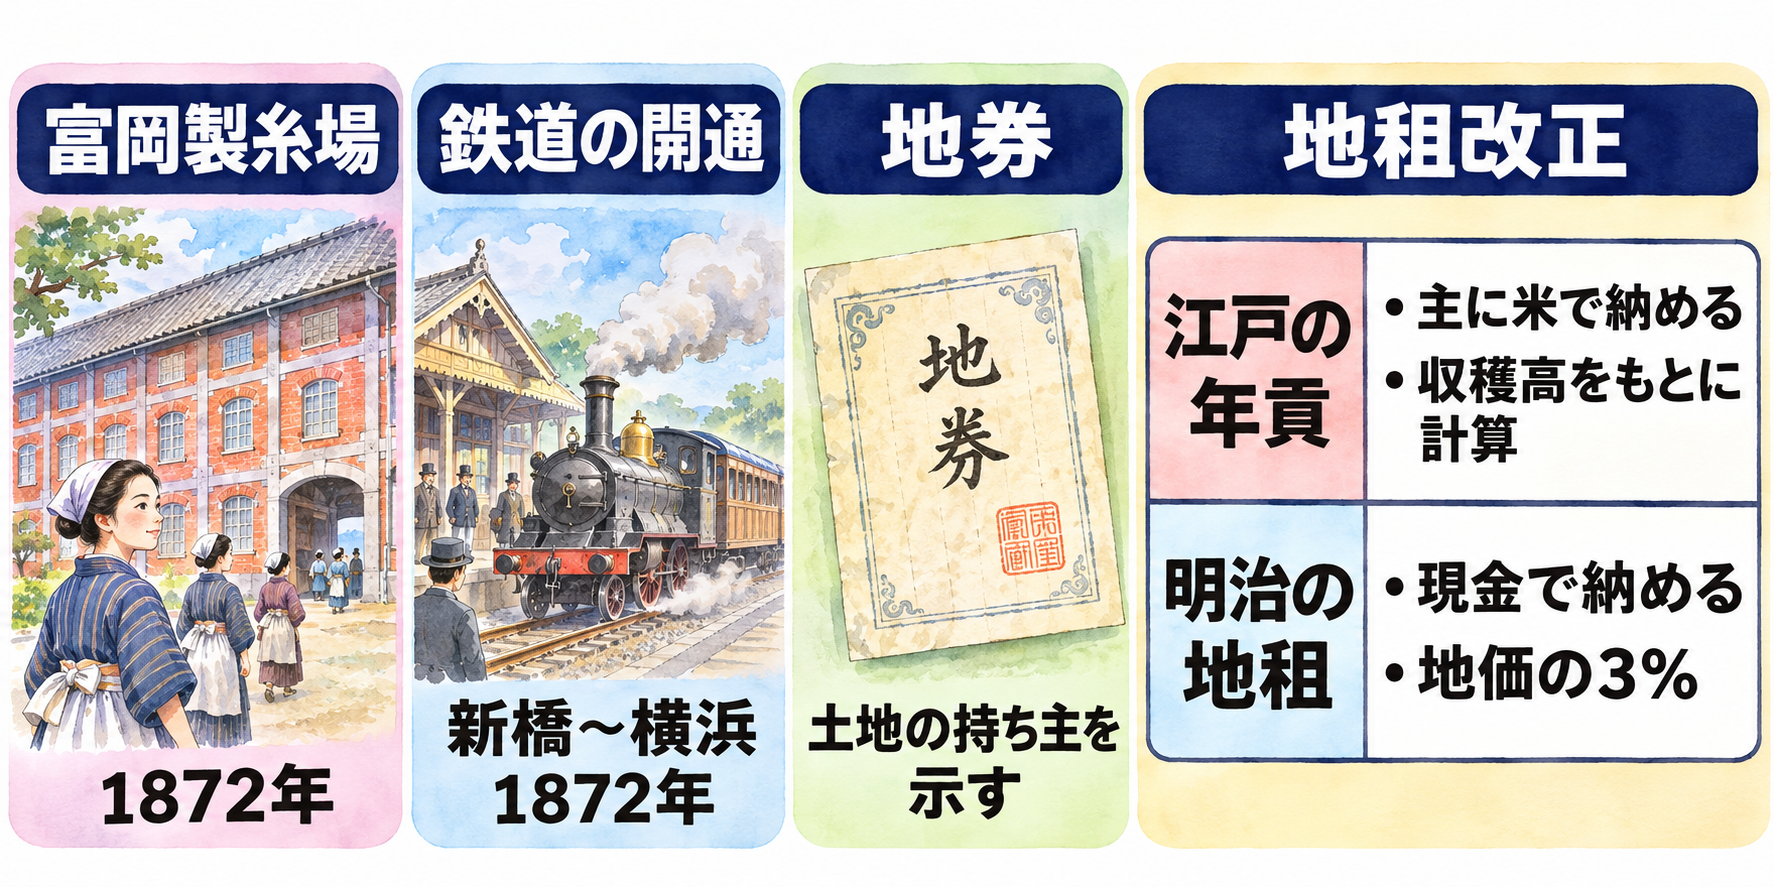 富岡製糸場
1872年
鉄道の開通
新橋～横浜
1872年
地券
地
券
土地の持ち主を
示す
地租改正
江戸の
年貢
・主に米で納める
・収穫高をもとに
計算
明治の
地租
・現金で納める
・地価の3%